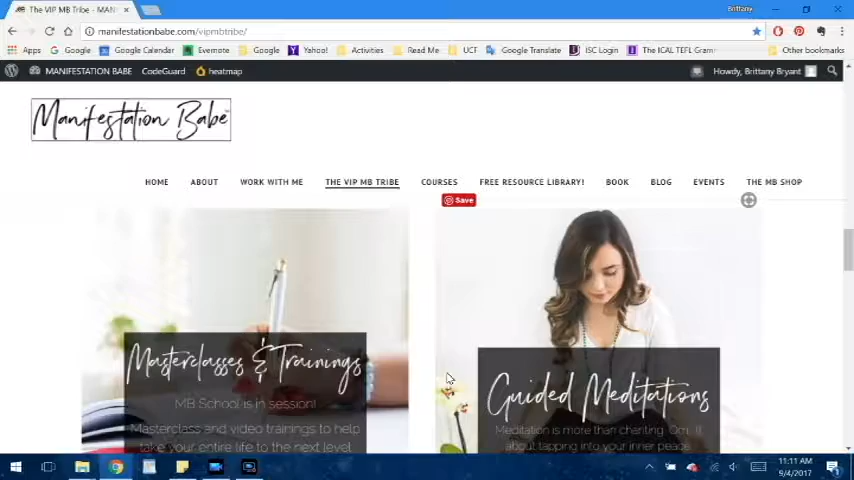 The VIP MB Tribe - MANI
Brittany
manifestationbabe.com/vipmbtribe/
Apps Google Google Calendar Evernote Google Yahoo! Activities Read Me UCF Google Translate ISC Login The ICAL TEFL Gram Other bookmarks
MANIFESTATION BABE CodeGuard heatmap Howdy, Brittany Bryant
Manifestation Babe
HOME ABOUT WORK WITH ME THE VIP MB TRIBE COURSES FREE RESOURCE LIBRARY! BOOK BLOG EVENTS THE MB SHOP
Save
Masterclasses & Trainings
MB School is in session!
Masterclass and video trainings to help
take your entire life to the next level
Guided Meditations
Meditation is more than chanting 'Om'. It
about tapping into your inner peace
11:11 AM
9/4/2017